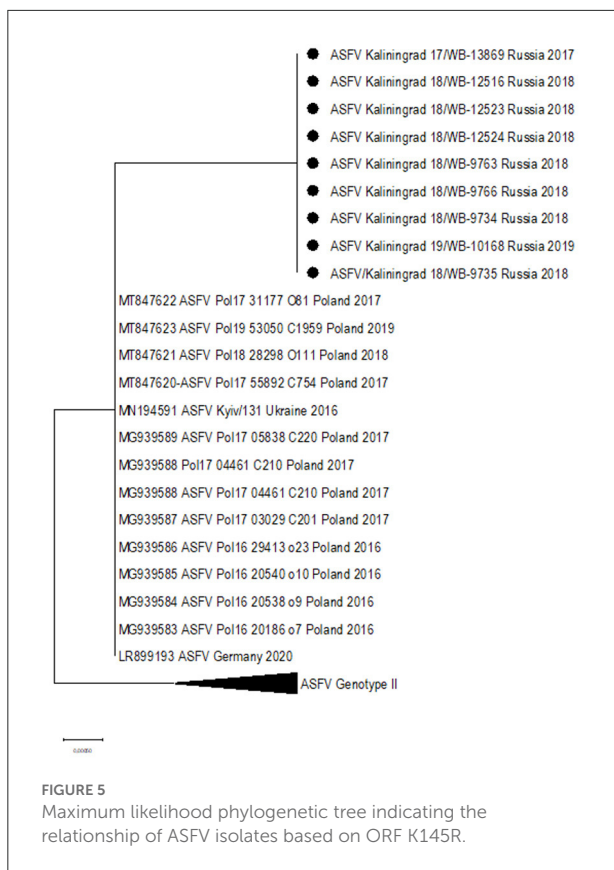 ASFV Kaliningrad 17/WB-13869 Russia 2017
ASFV Kaliningrad 18/WB-12516 Russia 2018
ASFV Kaliningrad 18/WB-12523 Russia 2018
ASFV Kaliningrad 18/WB-12524 Russia 2018
ASFV Kaliningrad 18/WB-9763 Russia 2018
ASFV Kaliningrad 18/WB-9766 Russia 2018
ASFV Kaliningrad 18/WB-9734 Russia 2018
ASFV Kaliningrad 19/WB-10168 Russia 2019
ASFV/Kaliningrad 18/WB-9735 Russia 2018
MT847622 ASFV Pol17 31177 O81 Poland 2017
MT847623 ASFV Pol19 53050 C1959 Poland 2019
MT847621 ASFV Pol18 28298 O111 Poland 2018
MT847620-ASFV Pol17 55892 C754 Poland 2017
MN194591 ASFV Kyiv/131 Ukraine 2016
MG939589 ASFV Pol17 05838 C220 Poland 2017
MG939588 Pol17 04461 C210 Poland 2017
MG939588 ASFV Pol17 04461 C210 Poland 2017
MG939587 ASFV Pol17 03029 C201 Poland 2017
MG939586 ASFV Pol16 29413 o23 Poland 2016
MG939585 ASFV Pol16 20540 o10 Poland 2016
MG939584 ASFV Pol16 20538 o9 Poland 2016
MG939583 ASFV Pol16 20186 o7 Poland 2016
LR899193 ASFV Germany 2020
ASFV Genotype II
0.00050
FIGURE 5
Maximum likelihood phylogenetic tree indicating the
relationship of ASFV isolates based on ORF K145R.